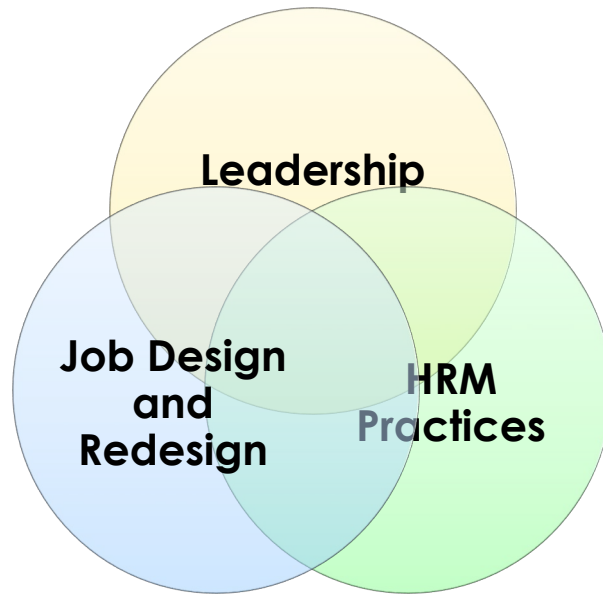 Leadership
Job Design
and
Redesign
HRM
Practices